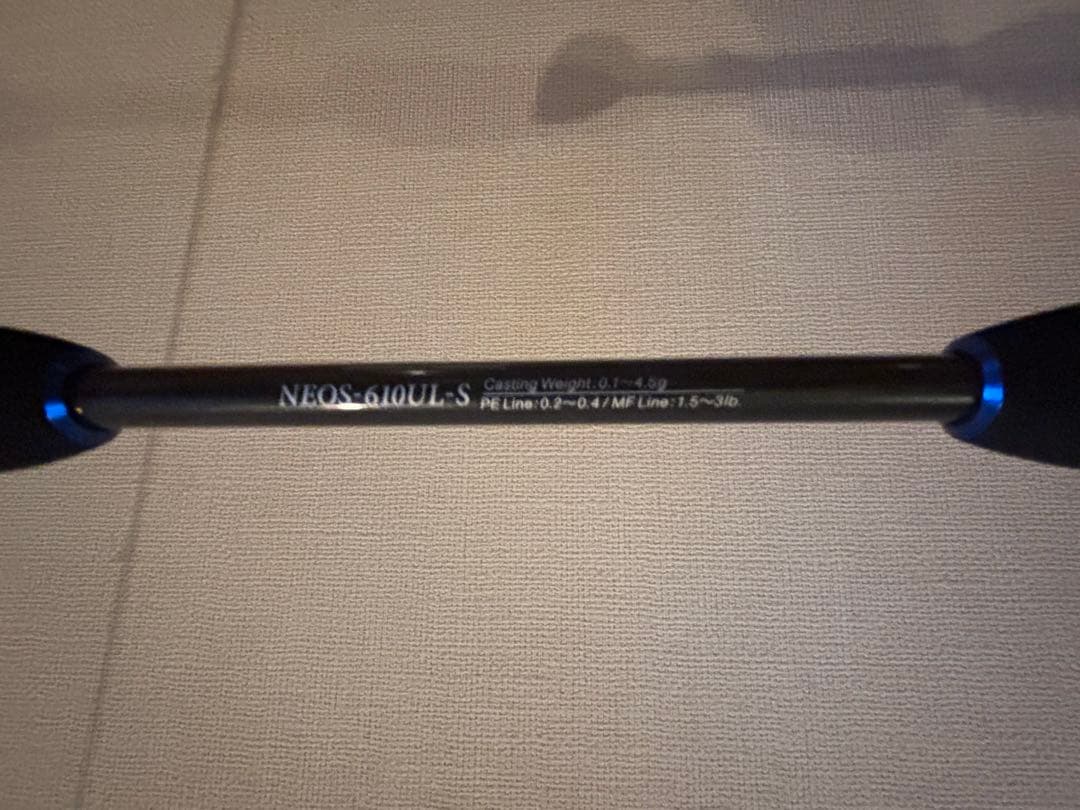 NEOS-610UL-S
Casting Weight:0.1～4.5g
PE Line:0.2～0.4 / MF Line:1.5～3lb.